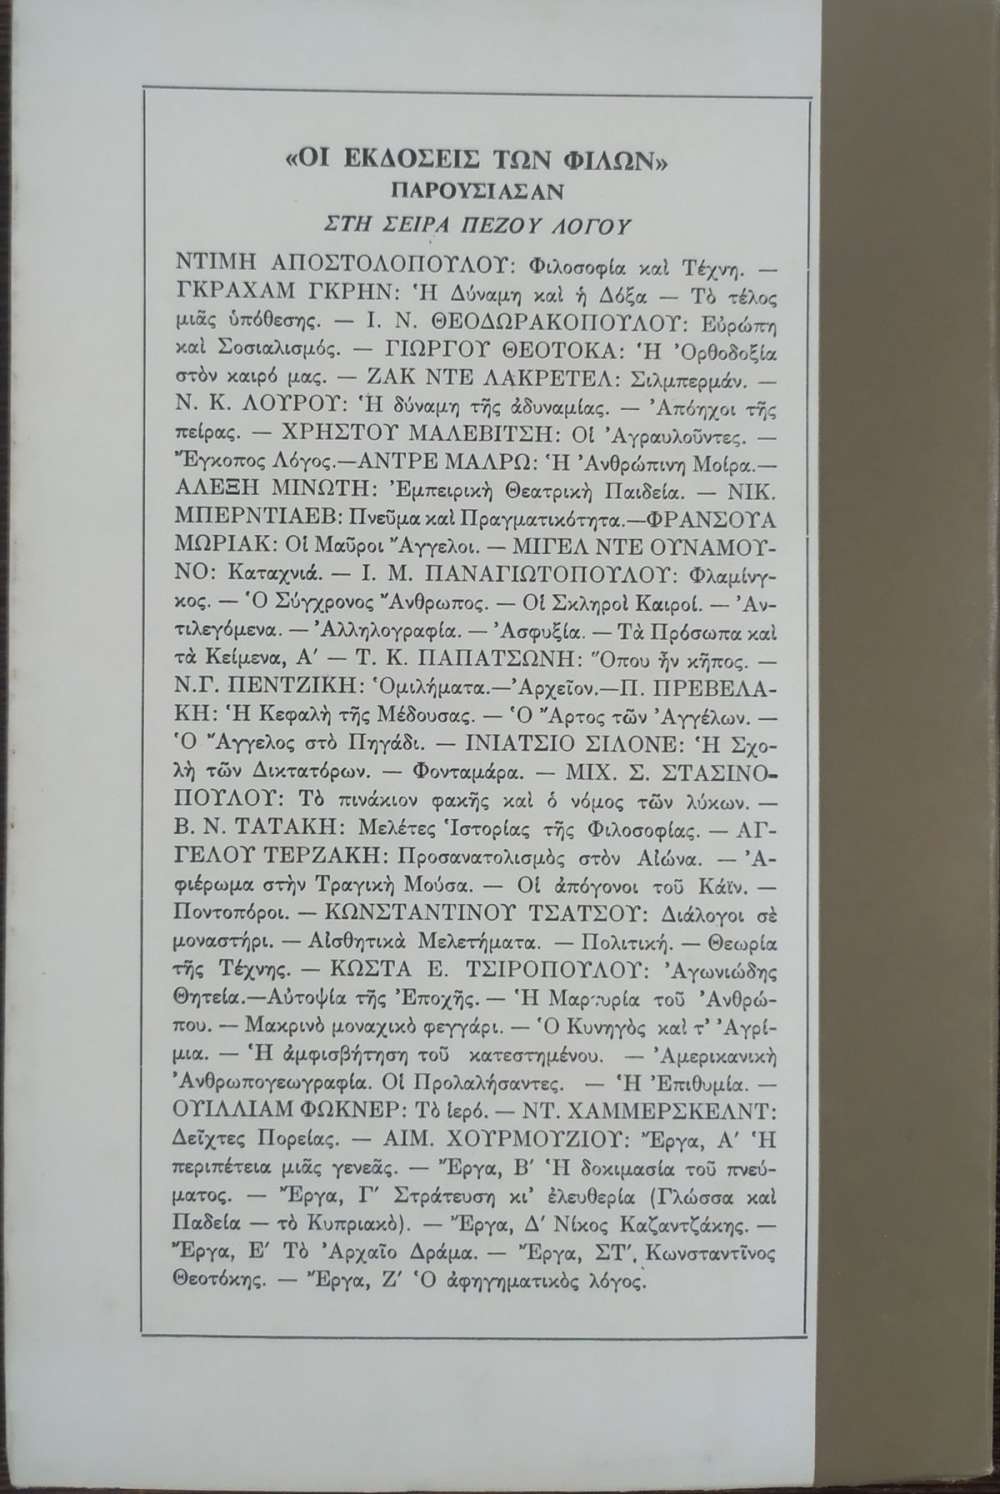 «ΟΙ ΕΚΔΟΣΕΙΣ ΤΩΝ ΦΙΛΩΝ»
ΠΑΡΟΥΣΙΑΣΑΝ
ΣΤΗ ΣΕΙΡΑ ΠΕΖΟΥ ΛΟΓΟΥ
ΝΤΙΜΗ ΑΠΟΣΤΟΛΟΠΟΥΛΟΥ: Φιλοσοφία καὶ Τέχνη. —
ΓΚΡΑΧΑΜ ΓΚΡΗΝ: Ἡ Δύναμη καὶ ἡ Δόξα — Τὸ τέλος
μιᾶς ὑπόθεσης. — Ι. Ν. ΘΕΟΔΩΡΑΚΟΠΟΥΛΟΥ: Εὐρώπη
καὶ Σοσιαλισμός. — ΓΙΩΡΓΟΥ ΘΕΟΤΟΚΑ: Ἡ Ὀρθοδοξία
στὸν καιρό μας. — ΖΑΚ ΝΤΕ ΛΑΚΡΕΤΕΛ: Σιλμπερμάν. —
Ν. Κ. ΛΟΥΡΟΥ: Ἡ δύναμη τῆς ἀδυναμίας. — Ἀπόηχοι τῆς
πείρας. — ΧΡΗΣΤΟΥ ΜΑΛΕΒΙΤΣΗ: Οἱ Ἀγραυλοῦντες. —
Ἔγκοπος Λόγος.—ΑΝΤΡΕ ΜΑΛΡΩ: Ἡ Ἀνθρώπινη Μοίρα.—
ΑΛΕΞΗ ΜΙΝΩΤΗ: Ἐμπειρικὴ Θεατρικὴ Παιδεία. — ΝΙΚ.
ΜΠΕΡΝΤΙΑΕΒ: Πνεῦμα καὶ Πραγματικότητα.—ΦΡΑΝΣΟΥΑ
ΜΩΡΙΑΚ: Οἱ Μαῦροι Ἄγγελοι. — ΜΙΓΕΛ ΝΤΕ ΟΥΝΑΜΟΥ-
ΝΟ: Καταχνιά. — Ι. Μ. ΠΑΝΑΓΙΩΤΟΠΟΥΛΟΥ: Φλαμίνγ-
κος. — Ὁ Σύγχρονος Ἄνθρωπος. — Οἱ Σκληροὶ Καιροί. — Ἀν-
τιλεγόμενα. — Ἀλληλογραφία. — Ἀσφυξία. — Τὰ Πρόσωπα καὶ
τὰ Κείμενα, Α′ — Τ. Κ. ΠΑΠΑΤΣΩΝΗ: Ὅπου ἦν κῆπος. —
Ν.Γ. ΠΕΝΤΖΙΚΗ: Ὁμιλήματα.—Ἀρχεῖον.—Π. ΠΡΕΒΕΛΑ-
ΚΗ: Ἡ Κεφαλὴ τῆς Μέδουσας. — Ὁ Ἄρτος τῶν Ἀγγέλων. —
Ὁ Ἄγγελος στὸ Πηγάδι. — ΙΝΙΑΤΣΙΟ ΣΙΛΟΝΕ: Ἡ Σχο-
λὴ τῶν Δικτατόρων. — Φονταμάρα. — ΜΙΧ. Σ. ΣΤΑΣΙΝΟ-
ΠΟΥΛΟΥ: Τὸ πινάκιον φακῆς καὶ ὁ νόμος τῶν λύκων. —
Β. Ν. ΤΑΤΑΚΗ: Μελέτες Ἱστορίας τῆς Φιλοσοφίας. — ΑΓ-
ΓΕΛΟΥ ΤΕΡΖΑΚΗ: Προσανατολισμὸς στὸν Αἰώνα. — Ἀ-
φιέρωμα στὴν Τραγικὴ Μούσα. — Οἱ ἀπόγονοι τοῦ Κάϊν. —
Ποντοπόροι. — ΚΩΝΣΤΑΝΤΙΝΟΥ ΤΣΑΤΣΟΥ: Διάλογοι σὲ
μοναστήρι. — Αἰσθητικὰ Μελετήματα. — Πολιτική. — Θεωρία
τῆς Τέχνης. — ΚΩΣΤΑ Ε. ΤΣΙΡΟΠΟΥΛΟΥ: Ἀγωνιώδης
Θητεία.—Αὐτοψία τῆς Ἐποχῆς. — Ἡ Μαρτυρία τοῦ Ἀνθρώ-
που. — Μακρινὸ μοναχικὸ φεγγάρι. — Ὁ Κυνηγὸς καὶ τ' Ἀγρί-
μια. — Ἡ ἀμφισβήτηση τοῦ κατεστημένου. — Ἀμερικανικὴ
Ἀνθρωπογεωγραφία. Οἱ Προλαλήσαντες. — Ἡ Ἐπιθυμία. —
ΟΥΙΛΛΙΑΜ ΦΩΚΝΕΡ: Τὸ ἱερό. — ΝΤ. ΧΑΜΜΕΡΣΚΕΛΝΤ:
Δεῖχτες Πορείας. — ΑΙΜ. ΧΟΥΡΜΟΥΖΙΟΥ: Ἔργα, Α′ Ἡ
περιπέτεια μιᾶς γενεᾶς. — Ἔργα, Β′ Ἡ δοκιμασία τοῦ πνεύ-
ματος. — Ἔργα, Γ′ Στράτευση κι' ἐλευθερία (Γλώσσα καὶ
Παδεία — τὸ Κυπριακὸ). — Ἔργα, Δ′ Νίκος Καζαντζάκης. —
Ἔργα, Ε′ Τὸ Ἀρχαῖο Δράμα. — Ἔργα, ΣΤ′, Κωνσταντῖνος
Θεοτόκης. — Ἔργα, Ζ′ Ὁ ἀφηγηματικὸς λόγος.